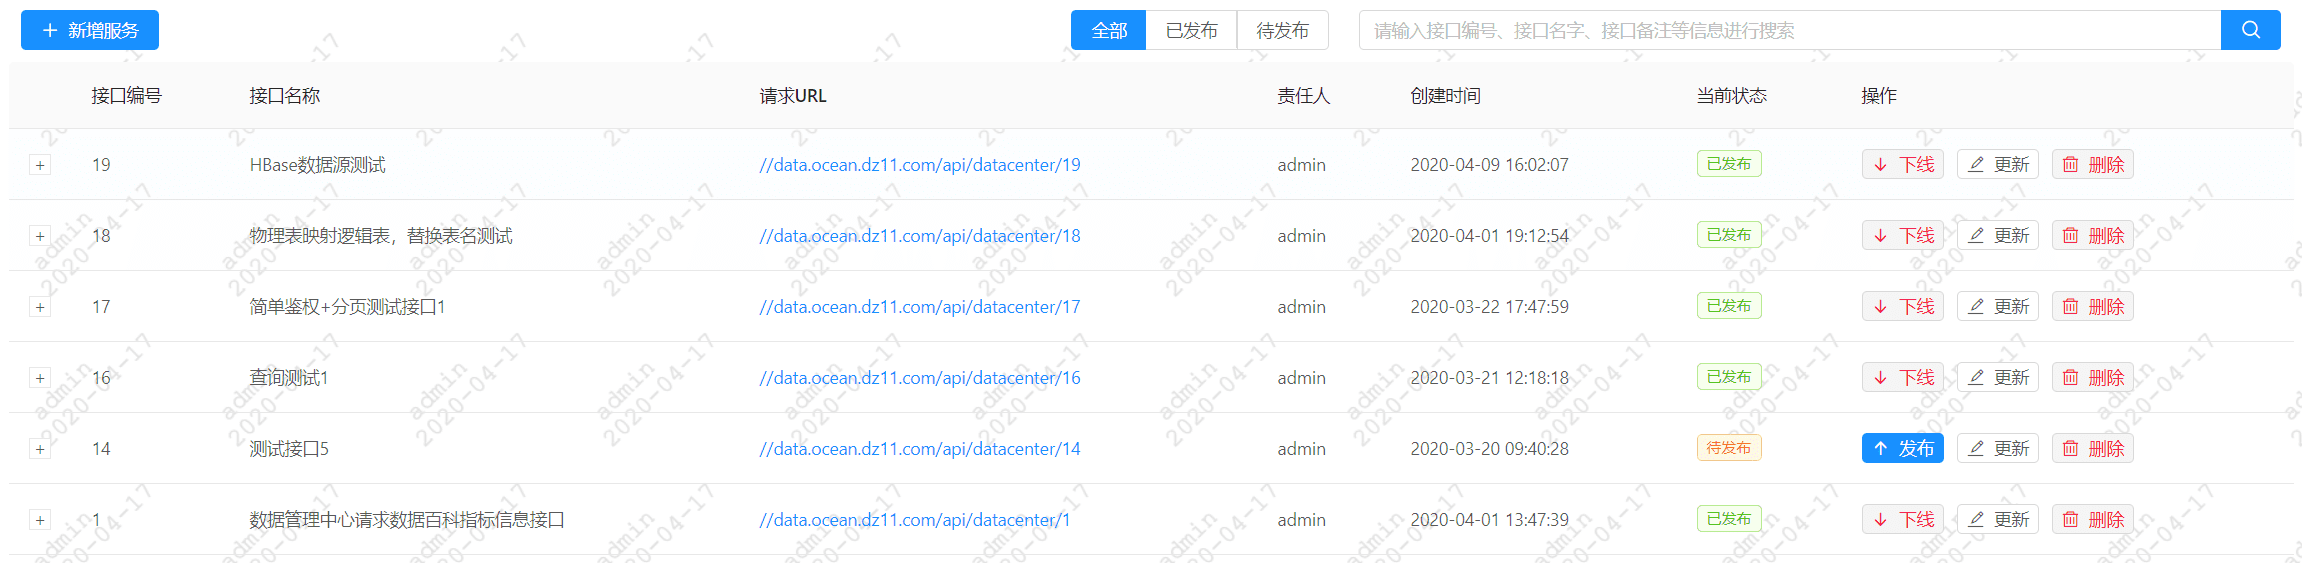 新增服务 全部 已发布 待发布 请输入接口编号、接口名字、接口备注等信息进行搜索
接口编号 接口名称 请求URL 责任人 创建时间 当前状态 操作
19 HBase数据源测试 //data.ocean.dz11.com/api/datacenter/19 admin 2020-04-09 16:02:07 已发布 下线 更新 删除
18 物理表映射逻辑表，替换表名测试 //data.ocean.dz11.com/api/datacenter/18 admin 2020-04-01 19:12:54 已发布 下线 更新 删除
17 简单鉴权+分页测试接口1 //data.ocean.dz11.com/api/datacenter/17 admin 2020-03-22 17:47:59 已发布 下线 更新 删除
16 查询测试1 //data.ocean.dz11.com/api/datacenter/16 admin 2020-03-21 12:18:18 已发布 下线 更新 删除
14 测试接口5 //data.ocean.dz11.com/api/datacenter/14 admin 2020-03-20 09:40:28 待发布 发布 更新 删除
1 数据管理中心请求数据百科指标信息接口 //data.ocean.dz11.com/api/datacenter/1 admin 2020-04-01 13:47:39 已发布 下线 更新 删除
admin
2020-04-17